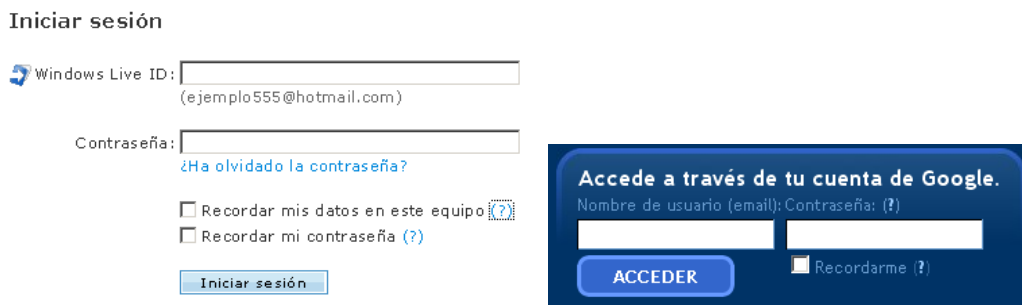 Iniciar sesión
Windows Live ID:
(ejemplo555@hotmail.com)
Contraseña:
¿Ha olvidado la contraseña?
Recordar mis datos en este equipo (?)
Recordar mi contraseña (?)
Iniciar sesión
Accede a través de tu cuenta de Google.
Nombre de usuario (email): Contraseña: (?)
ACCEDER
Recordarme (?)